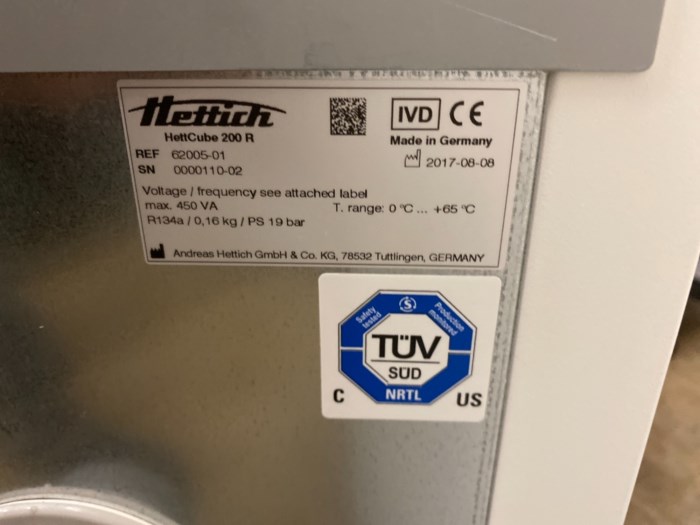 Hettich
HettCube 200 R
IVD CE
Made in Germany
REF 62005-01
2017-08-08
SN 0000110-02
Voltage / frequency see attached label
max. 450 VA T. range: 0 °C ... +65 °C
R134a / 0,16 kg / PS 19 bar
Andreas Hettich GmbH & Co. KG, 78532 Tuttlingen, GERMANY
Safety tested
S
Production monitored
TÜV
SÜD
NRTL
C US